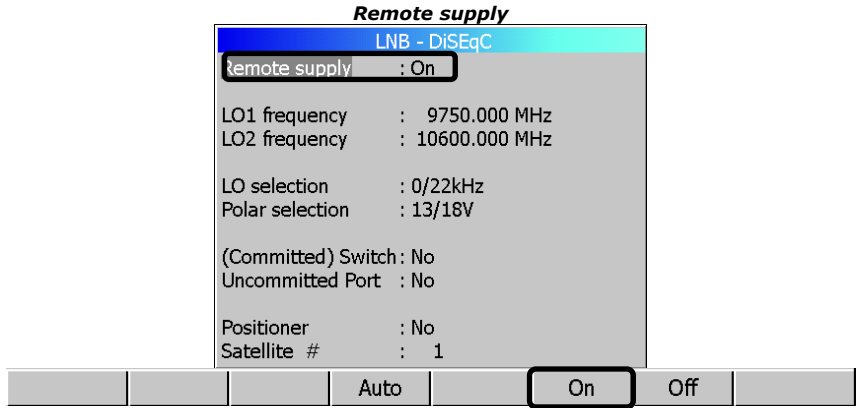 Remote supply
LNB - DiSEqC
Remote supply : On
LO1 frequency : 9750.000 MHz
LO2 frequency : 10600.000 MHz
LO selection : 0/22kHz
Polar selection : 13/18V
(Committed) Switch : No
Uncommitted Port : No
Positioner : No
Satellite # : 1
Auto On Off